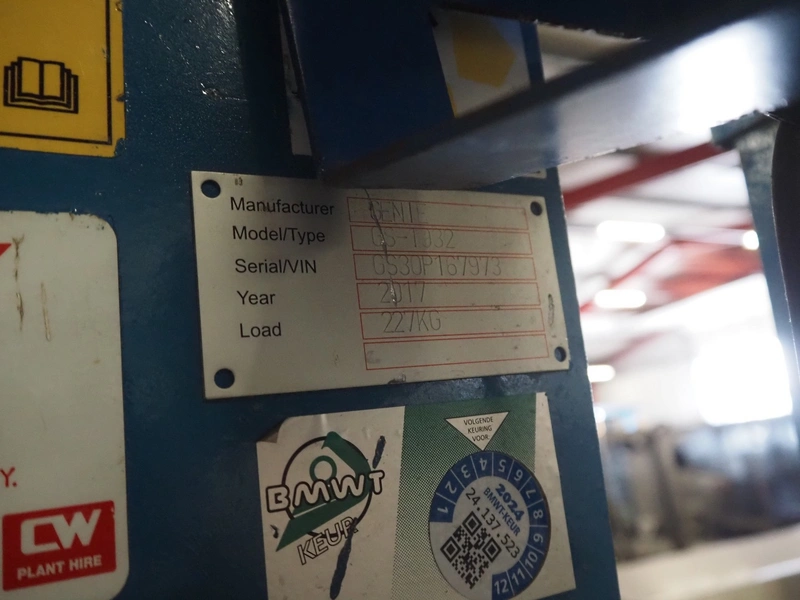 Manufacturer GENIE
Model/Type GS-1932
Serial/VIN GS30P167973
Year 2017
Load 227KG
Y.
CW
PLANT HIRE
BMWT
KEUR
VOLGENDE
KEURING
VOOR
1 2 3 4 5 6 7 8 9 10 11 12
2024
BMWT-KEUR
24.137.523